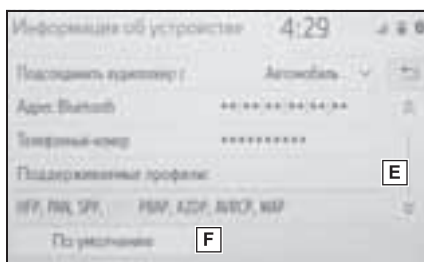 Информация об устройстве 4:29
Подсоединить аудиоплеер с Автомобиль
Адрес Bluetooth **:**:**:**:**:**
Телефонный номер **********
Поддерживаемые профили:
E
HFP, PAN, SPP, PBAP, A2DP, AVRCP, MAP
По умолчанию F